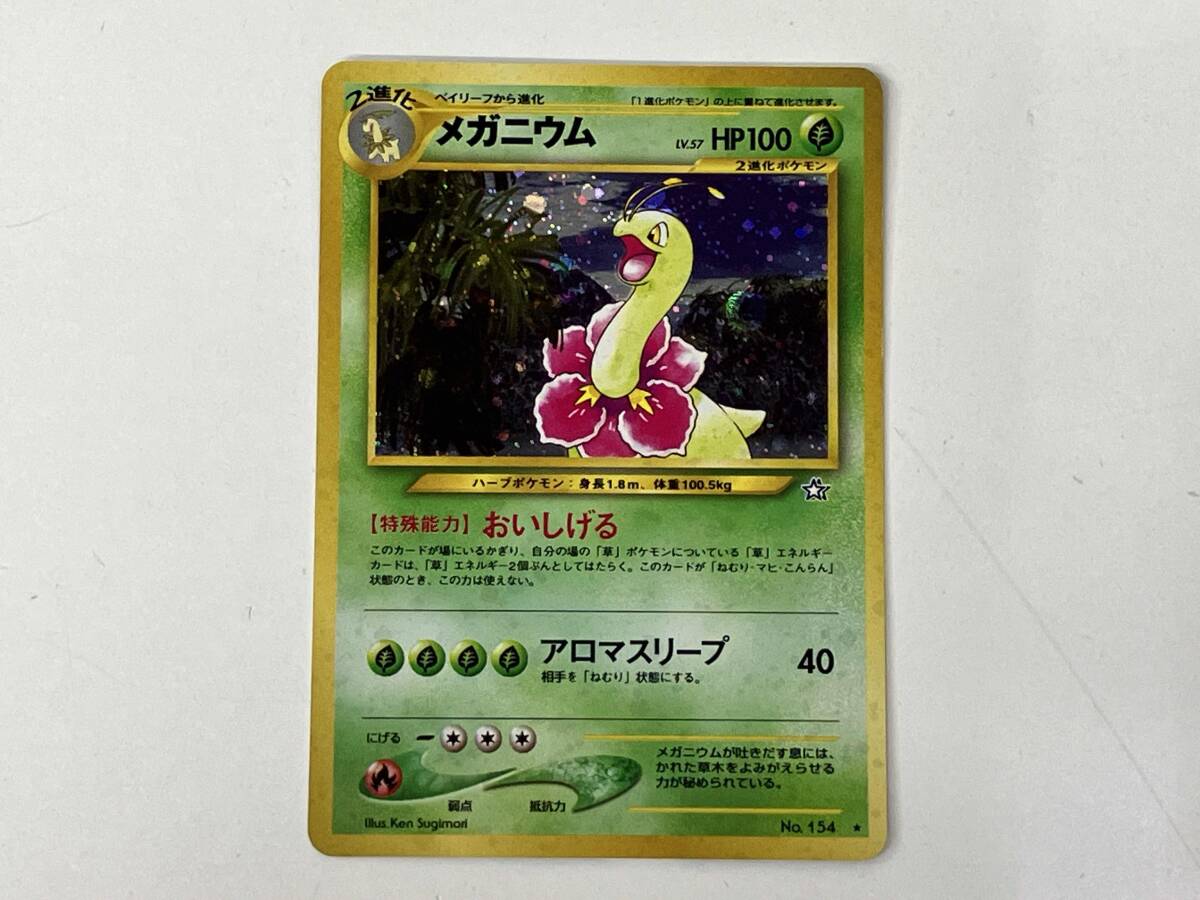 2進化
ベイリーフから進化
「1進化ポケモン」の上に重ねて進化させます。
メガニウム
LV.57 HP100
2進化ポケモン
ハーブポケモン：身長1.8m、体重100.5kg
【特殊能力】おいしげる
このカードが場にいるかぎり、自分の場の「草」ポケモンについている「草」エネルギー
カードは、「草」エネルギー2個ぶんとしてはたらく。このカードが「ねむり・マヒ・こんらん」
状態のとき、この力は使えない。
アロマスリープ 40
相手を「ねむり」状態にする。
にげる
弱点 抵抗力
メガニウムが吐きだす息には、
かれた草木をよみがえらせる
力が秘められている。
Illus. Ken Sugimori
No. 154 ★